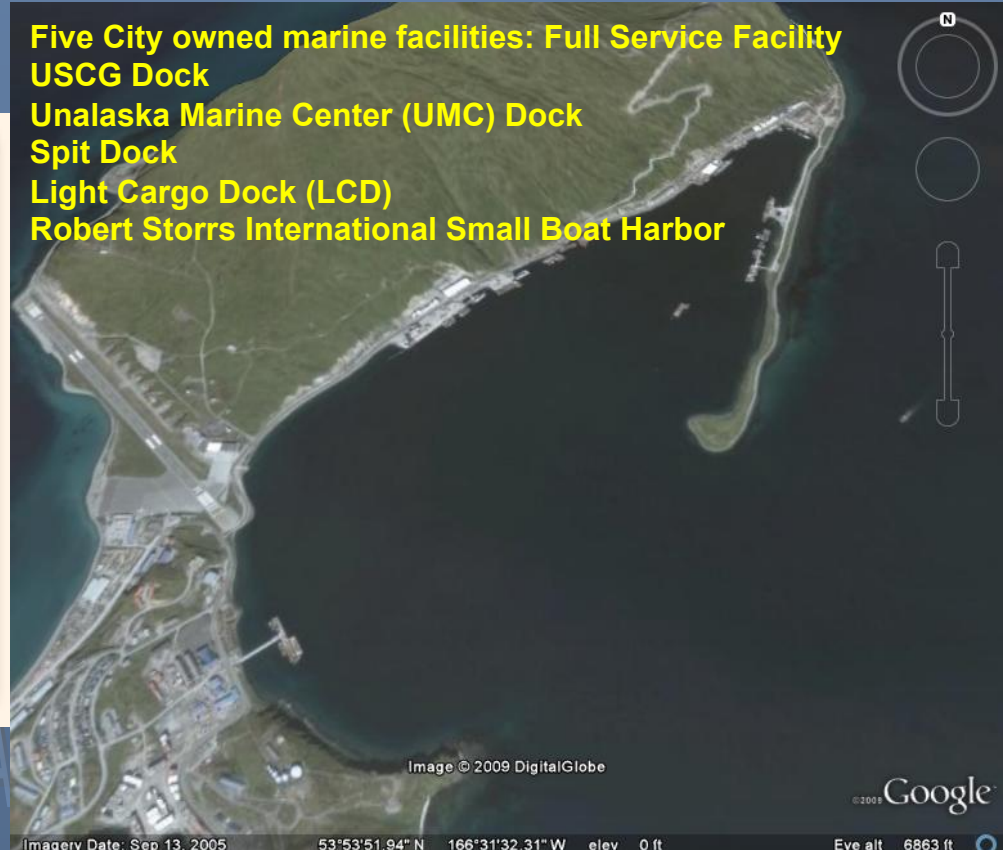 Five City owned marine facilities: Full Service Facility
USCG Dock
Unalaska Marine Center (UMC) Dock
Spit Dock
Light Cargo Dock (LCD)
Robert Storrs International Small Boat Harbor
N
Image © 2009 DigitalGlobe
©2009 Google
Imagery Date: Sep 13, 2005 53°53'51.94" N 166°31'32.31" W elev 0 ft Eye alt 6863 ft